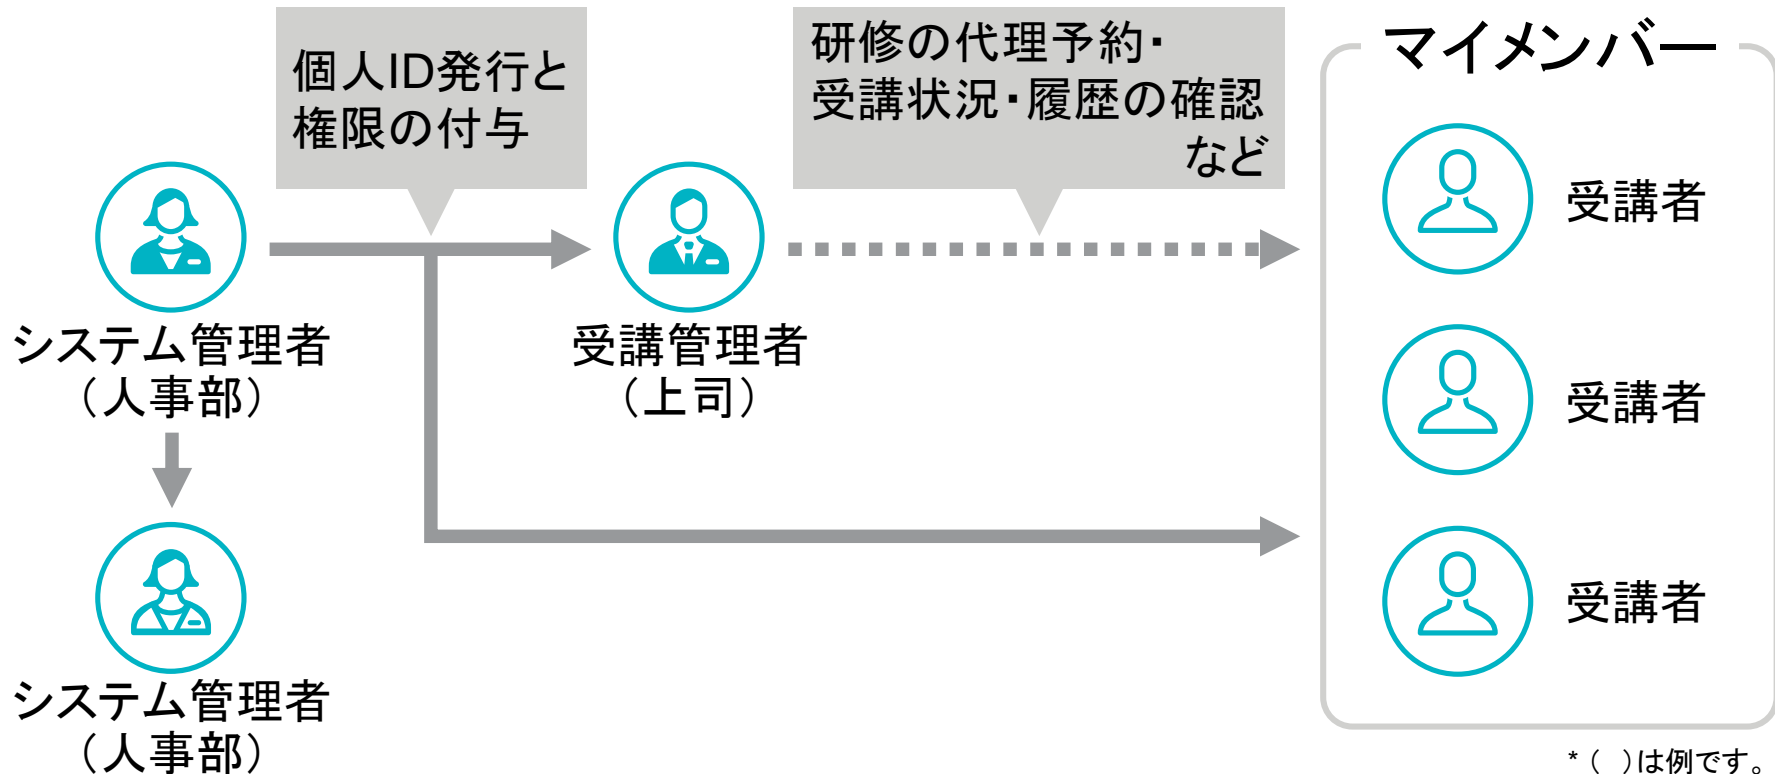 個人ID発行と
権限の付与
研修の代理予約・
受講状況・履歴の確認
など
マイメンバー
システム管理者
（人事部）
受講管理者
（上司）
受講者
受講者
受講者
システム管理者
（人事部）
*（　）は例です。